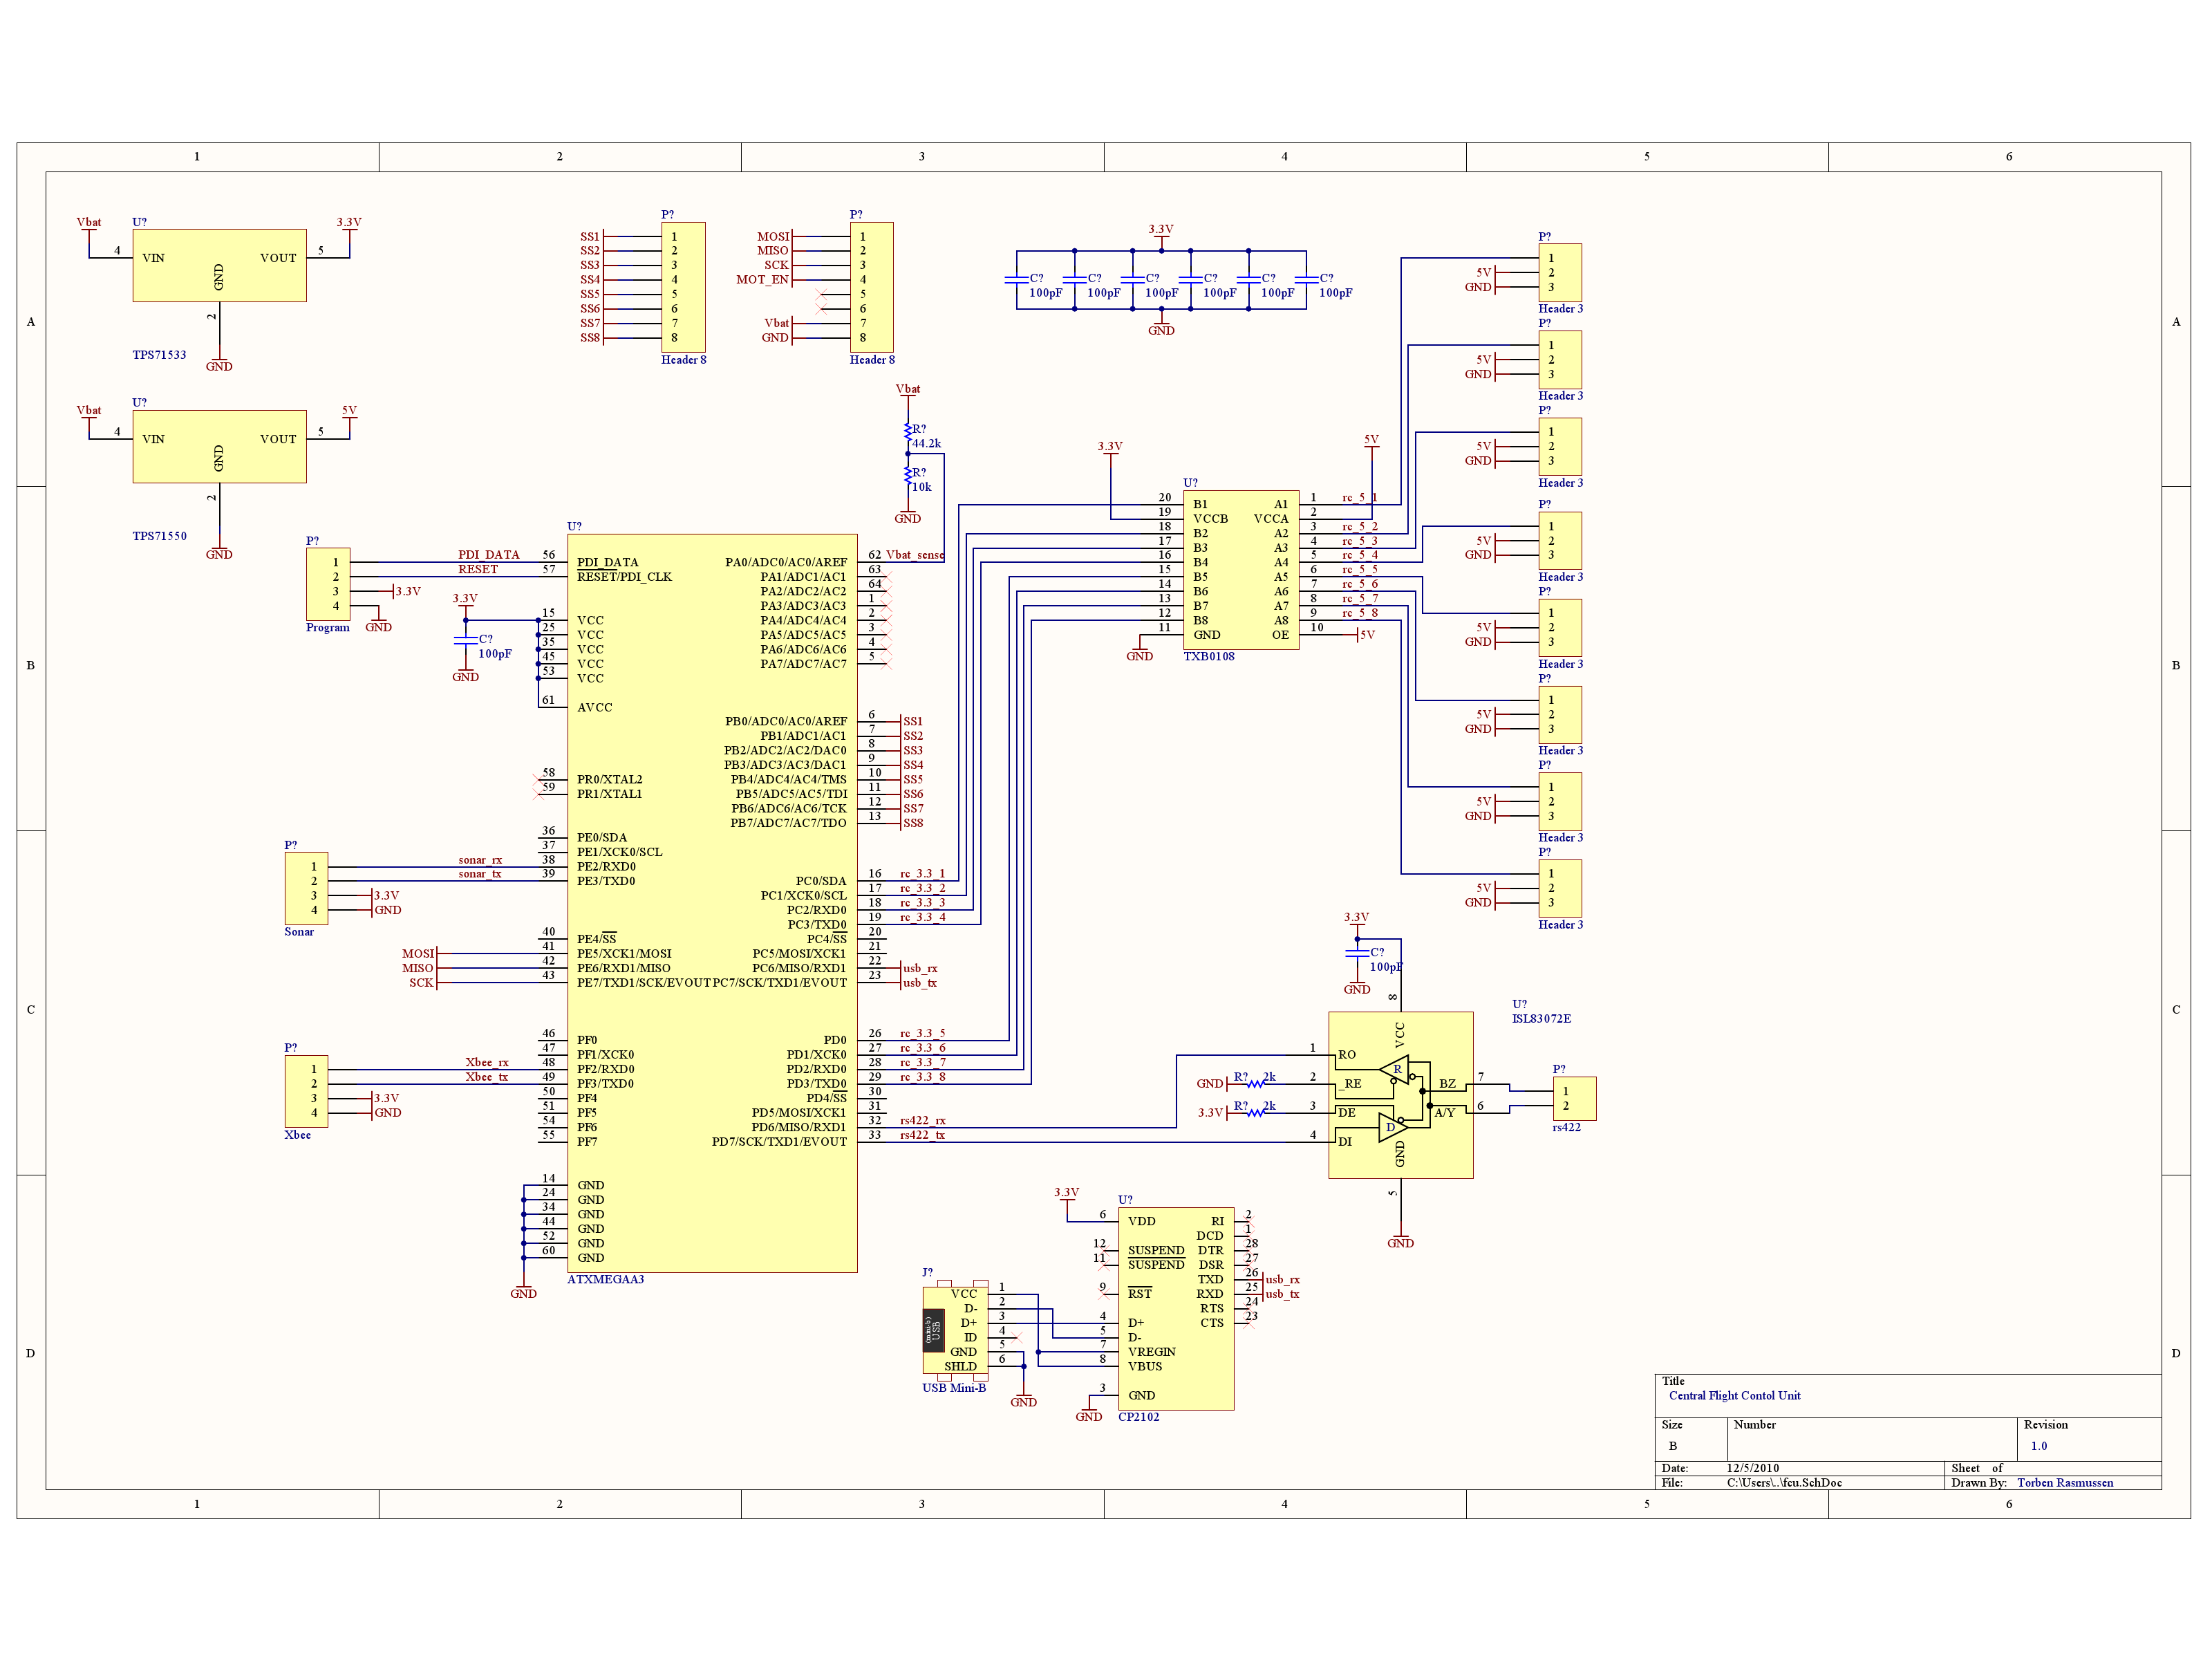 1 2 3 4 5 6
A
B
C
D
Vbat
U?
3.3V
4 VIN VOUT 5
GND
2
TPS71533
GND
Vbat
U?
5V
4 VIN VOUT 5
GND
2
TPS71550
GND
P?
SS1 1
SS2 2
SS3 3
SS4 4
SS5 5
SS6 6
SS7 7
SS8 8
Header 8
P?
MOSI 1
MISO 2
SCK 3
MOT_EN 4
5
6
Vbat 7
GND 8
Header 8
3.3V
C? C? C? C? C? C?
100pF 100pF 100pF 100pF 100pF 100pF
GND
Vbat
R?
44.2k
R?
10k
GND
P?
1
2
3
4
Program
PDI_DATA
RESET
3.3V
GND
3.3V
C?
100pF
GND
U?
56 PDI_DATA
57 RESET/PDI_CLK
15 VCC
25 VCC
35 VCC
45 VCC
53 VCC
61 AVCC
58 PR0/XTAL2
59 PR1/XTAL1
36 PE0/SDA
37 PE1/XCK0/SCL
sonar_rx 38 PE2/RXD0
sonar_tx 39 PE3/TXD0
40 PE4/SS
MOSI 41 PE5/XCK1/MOSI
MISO 42 PE6/RXD1/MISO
SCK 43 PE7/TXD1/SCK/EVOUT
46 PF0
47 PF1/XCK0
Xbee_rx 48 PF2/RXD0
Xbee_tx 49 PF3/TXD0
50 PF4
51 PF5
54 PF6
55 PF7
14 GND
24 GND
34 GND
44 GND
52 GND
60 GND
GND
ATXMEGAA3
PA0/ADC0/AC0/AREF 62 Vbat_sense
PA1/ADC1/AC1 63
PA2/ADC2/AC2 64
PA3/ADC3/AC3 1
PA4/ADC4/AC4 2
PA5/ADC5/AC5 3
PA6/ADC6/AC6 4
PA7/ADC7/AC7 5
PB0/ADC0/AC0/AREF 6 SS1
PB1/ADC1/AC1 7 SS2
PB2/ADC2/AC2/DAC0 8 SS3
PB3/ADC3/AC3/DAC1 9 SS4
PB4/ADC4/AC4/TMS 10 SS5
PB5/ADC5/AC5/TDI 11 SS6
PB6/ADC6/AC6/TCK 12 SS7
PB7/ADC7/AC7/TDO 13 SS8
PC0/SDA 16 rc_3.3_1
PC1/XCK0/SCL 17 rc_3.3_2
PC2/RXD0 18 rc_3.3_3
PC3/TXD0 19 rc_3.3_4
PC4/SS 20
PC5/MOSI/XCK1 21
PC6/MISO/RXD1 22 usb_rx
PC7/SCK/TXD1/EVOUT 23 usb_tx
PD0 26 rc_3.3_5
PD1/XCK0 27 rc_3.3_6
PD2/RXD0 28 rc_3.3_7
PD3/TXD0 29 rc_3.3_8
PD4/SS 30
PD5/MOSI/XCK1 31
PD6/MISO/RXD1 32 rs422_rx
PD7/SCK/TXD1/EVOUT 33 rs422_tx
P?
1
2
3 3.3V
4 GND
Sonar
P?
1
2
3 3.3V
4 GND
Xbee
3.3V
5V
U?
20 B1 A1 1 rc_5_1
19 VCCB VCCA 2
18 B2 A2 3 rc_5_2
17 B3 A3 4 rc_5_3
16 B4 A4 5 rc_5_4
15 B5 A5 6 rc_5_5
14 B6 A6 7 rc_5_6
13 B7 A7 8 rc_5_7
12 B8 A8 9 rc_5_8
11 GND OE 10 5V
GND
TXB0108
P?
1
5V 2
GND 3
Header 3
P?
1
5V 2
GND 3
Header 3
P?
1
5V 2
GND 3
Header 3
P?
1
5V 2
GND 3
Header 3
P?
1
5V 2
GND 3
Header 3
P?
1
5V 2
GND 3
Header 3
P?
1
5V 2
GND 3
Header 3
P?
1
5V 2
GND 3
Header 3
3.3V
C?
100pF
GND
U?
ISL83072E
8
VCC
1 RO
GND R? 2k 2 _RE
3.3V R? 2k 3 DE
4 DI
R
D
BZ 7
A/Y 6
GND
5
GND
P?
1
2
rs422
3.3V
U?
6 VDD
12 SUSPEND
11 SUSPEND
9 RST
4 D+
5 D-
7 VREGIN
8 VBUS
3 GND
GND
CP2102
RI 2
DCD 1
DTR 28
DSR 27
TXD 26 usb_rx
RXD 25 usb_tx
RTS 24
CTS 23
J?
VCC 1
D- 2
D+ 3
ID 4
GND 5
SHLD 6
(mini-b)
USB
USB Mini-B
GND
Title
Central Flight Contol Unit
Size
B
Number
Revision
1.0
Date: 12/5/2010 Sheet of
File: C:\Users\..\fcu.SchDoc Drawn By: Torben Rasmussen
A
B
C
D
1 2 3 4 5 6